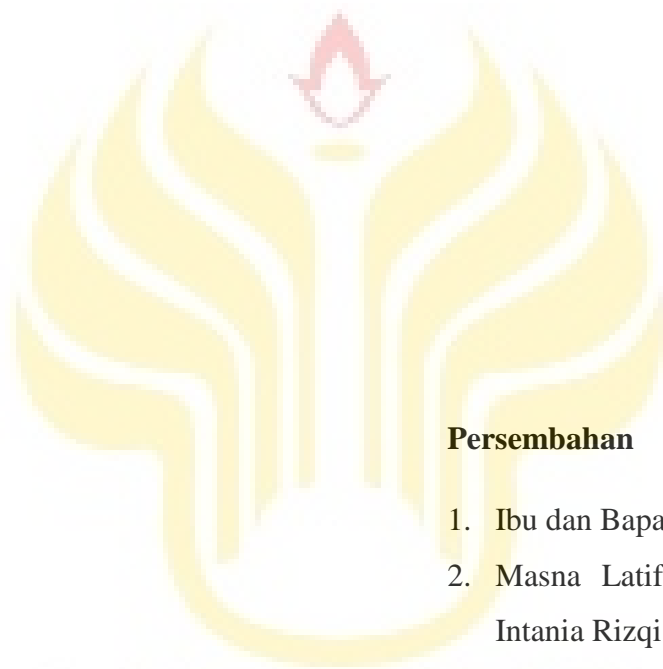 Persembahan
1. Ibu dan Bapa
2. Masna Latif
Intania Rizqi